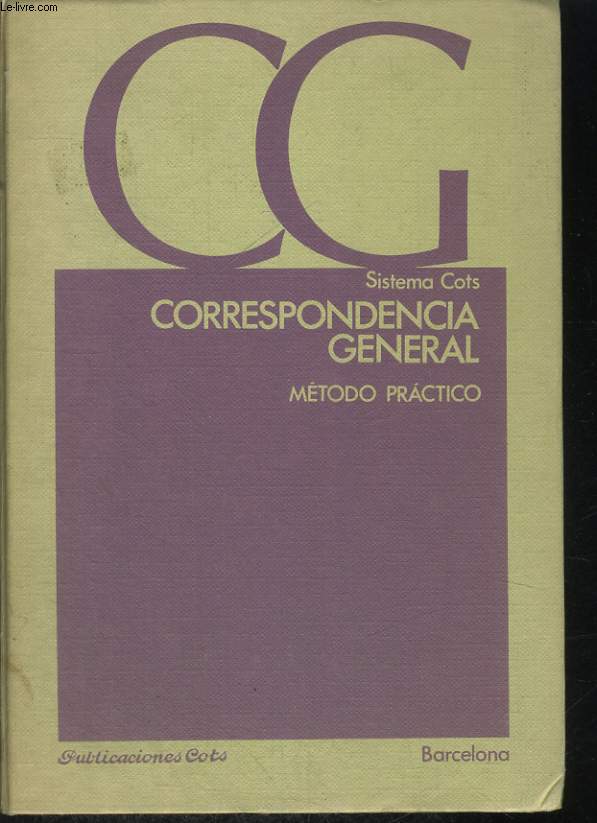 Le-livre.com
CG
Sistema Cots
CORRESPONDENCIA
GENERAL
MÉTODO PRÁCTICO
Publicaciones Cots
Barcelona